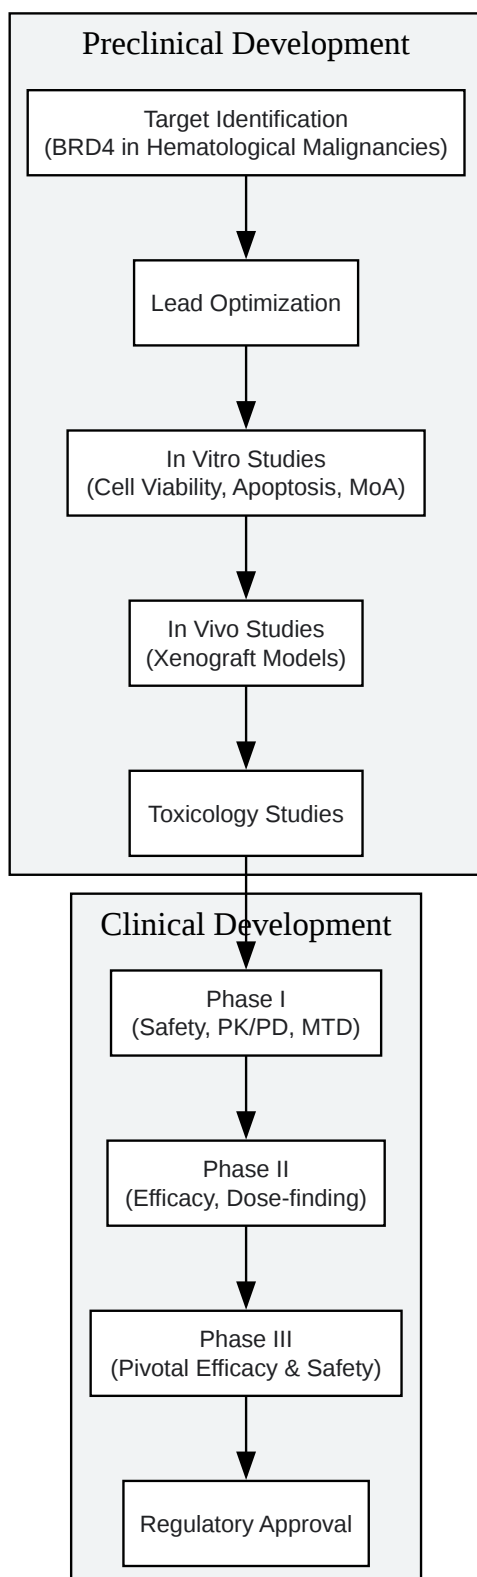 Preclinical Development
Target Identification
(BRD4 in Hematological Malignancies)
Lead Optimization
In Vitro Studies
(Cell Viability, Apoptosis, MoA)
In Vivo Studies
(Xenograft Models)
Toxicology Studies
Clinical Development
Phase I
(Safety, PK/PD, MTD)
Phase II
(Efficacy, Dose-finding)
Phase III
(Pivotal Efficacy & Safety)
Regulatory Approval